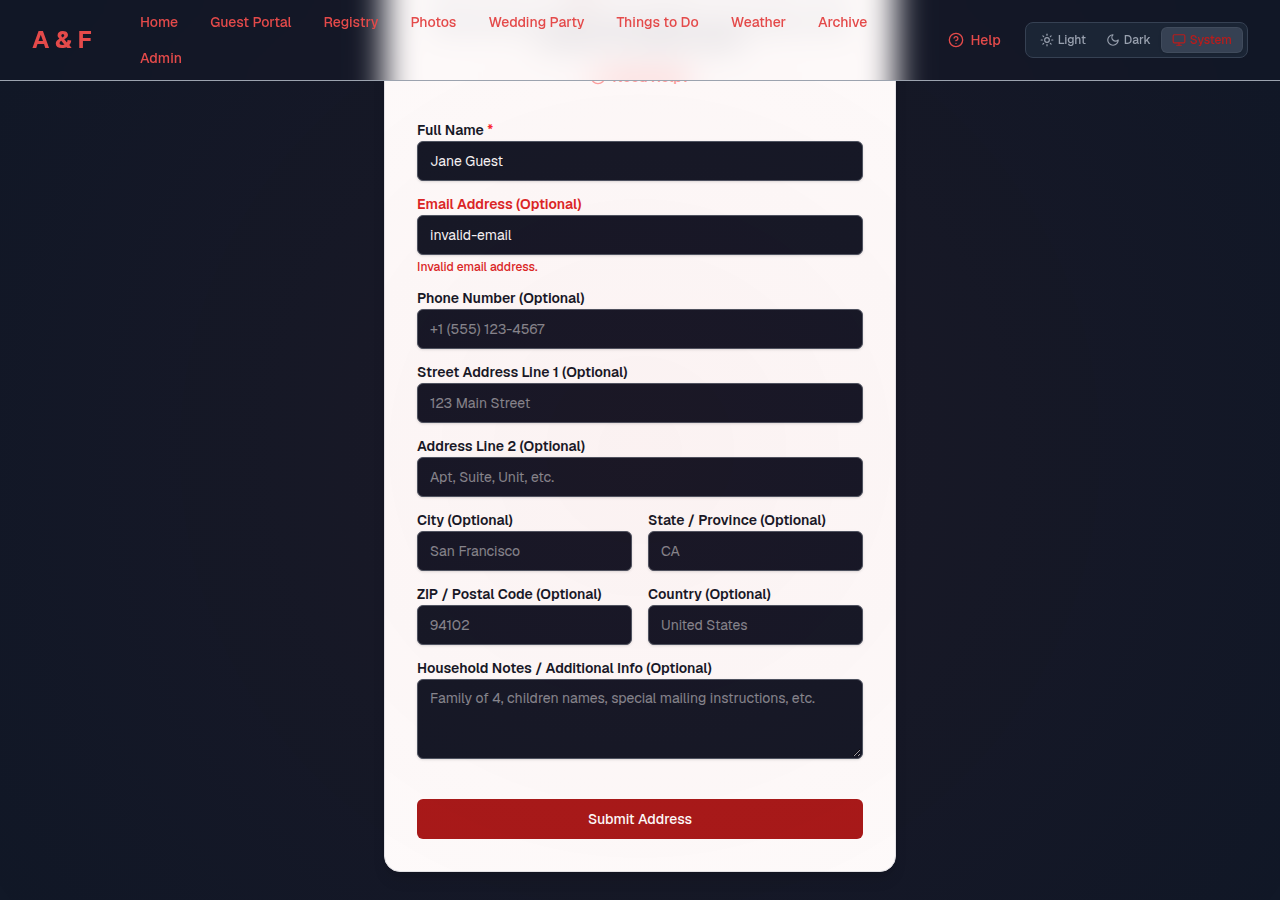 A & F
Home Guest Portal Registry Photos Wedding Party Things to Do Weather Archive
Admin
Help
Light Dark System
Full Name *
Jane Guest
Email Address (Optional)
invalid-email
Invalid email address.
Phone Number (Optional)
+1 (555) 123-4567
Street Address Line 1 (Optional)
123 Main Street
Address Line 2 (Optional)
Apt, Suite, Unit, etc.
City (Optional) State / Province (Optional)
San Francisco CA
ZIP / Postal Code (Optional) Country (Optional)
94102 United States
Household Notes / Additional Info (Optional)
Family of 4, children names, special mailing instructions, etc.
Submit Address